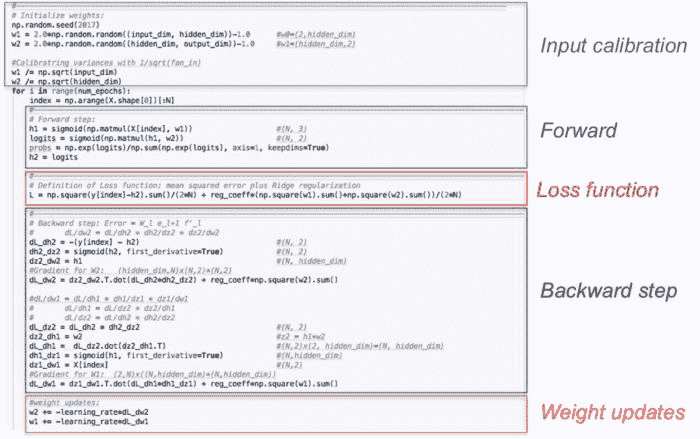 #
# Initialize weights:
np.random.seed(2017)
w1 = 2.0*np.random.random((input_dim, hidden_dim))-1.0 #w0=(2,hidden_dim)
w2 = 2.0*np.random.random((hidden_dim, output_dim))-1.0 #w1=(hidden_dim,2)
#Calibratring variances with 1/sqrt(fan_in)
w1 /= np.sqrt(input_dim)
w2 /= np.sqrt(hidden_dim)
Input calibration
for i in range(num_epochs):
index = np.arange(X.shape[0])[:N]
#
# Forward step:
h1 = sigmoid(np.matmul(X[index], w1)) #(N, 3)
logits = sigmoid(np.matmul(h1, w2)) #(N, 2)
probs = np.exp(logits)/np.sum(np.exp(logits), axis=1, keepdims=True)
h2 = logits
Forward
#
# Definition of Loss function: mean squared error plus Ridge regularization
L = np.square(y[index]-h2).sum()/(2*N) + reg_coeff*(np.square(w1).sum()+np.square(w2).sum())/(2*N)
Loss function
#
# Backward step: Error = W_l e_l+1 f'_l
# dL/dw2 = dL/dh2 * dh2/dz2 * dz2/dw2
dL_dh2 = -(y[index] - h2) #(N, 2)
dh2_dz2 = sigmoid(h2, first_derivative=True) #(N, 2)
dz2_dw2 = h1 #(N, hidden_dim)
#Gradient for W2: (hidden_dim,N)x(N,2)*(N,2)
dL_dw2 = dz2_dw2.T.dot(dL_dh2*dh2_dz2) + reg_coeff*np.square(w2).sum()
#dL/dw1 = dL/dh1 * dh1/dz1 * dz1/dw1
# dL/dh1 = dL/dz2 * dz2/dh1
# dL/dz2 = dL/dh2 * dh2/dz2
dL_dz2 = dL_dh2 * dh2_dz2 #(N, 2)
dz2_dh1 = w2 #z2 = h1*w2
dL_dh1 = dL_dz2.dot(dz2_dh1.T) #(N,2)x(2, hidden_dim)=(N, hidden_dim)
dh1_dz1 = sigmoid(h1, first_derivative=True) #(N,hidden_dim)
dz1_dw1 = X[index] #(N,2)
#Gradient for W1: (2,N)x((N,hidden_dim)*(N,hidden_dim))
dL_dw1 = dz1_dw1.T.dot(dL_dh1*dh1_dz1) + reg_coeff*np.square(w1).sum()
Backward step
#weight updates:
w2 += -learning_rate*dL_dw2
w1 += -learning_rate*dL_dw1
Weight updates